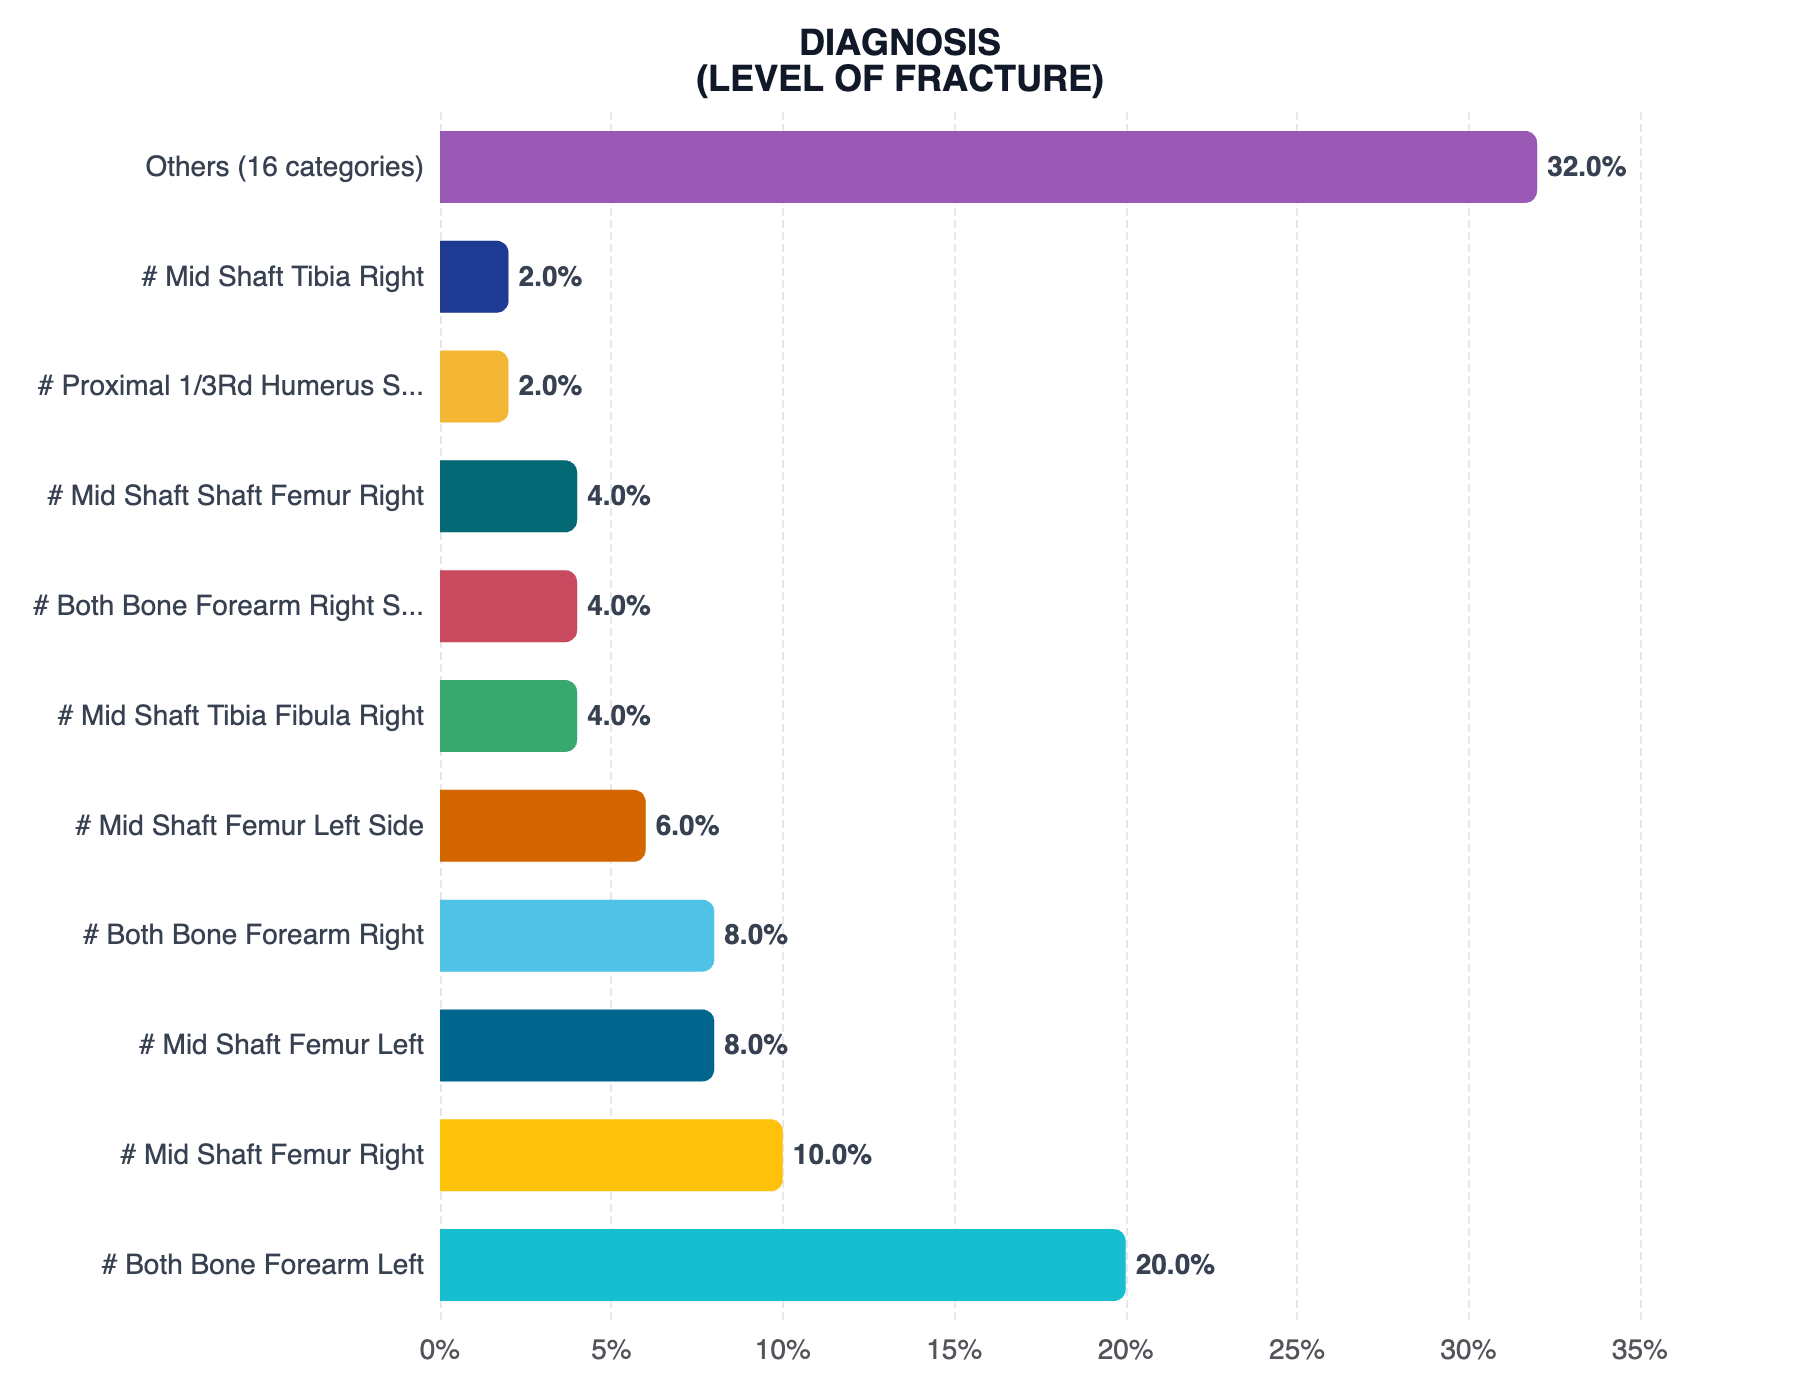 DIAGNOSIS
(LEVEL OF FRACTURE)
Others (16 categories) 32.0%
# Mid Shaft Tibia Right 2.0%
# Proximal 1/3Rd Humerus S... 2.0%
# Mid Shaft Shaft Femur Right 4.0%
# Both Bone Forearm Right S... 4.0%
# Mid Shaft Tibia Fibula Right 4.0%
# Mid Shaft Femur Left Side 6.0%
# Both Bone Forearm Right 8.0%
# Mid Shaft Femur Left 8.0%
# Mid Shaft Femur Right 10.0%
# Both Bone Forearm Left 20.0%
0% 5% 10% 15% 20% 25% 30% 35%